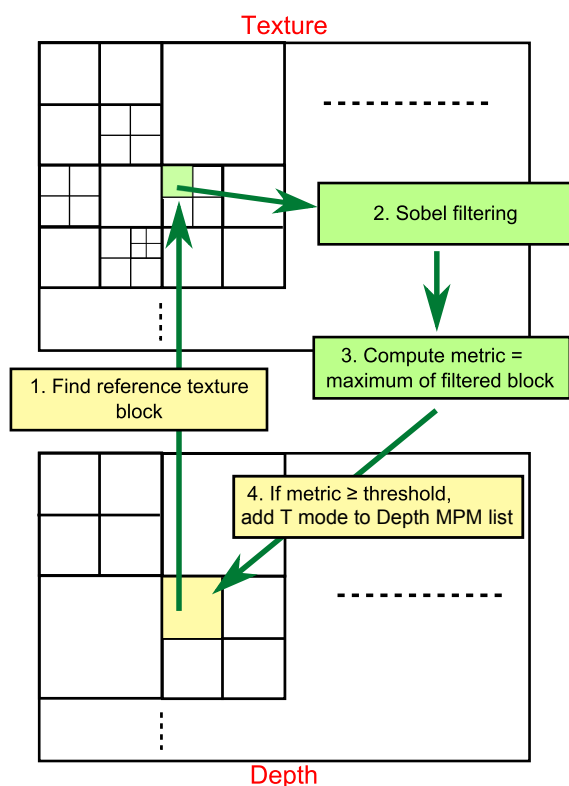 Texture
2. Sobel filtering
3. Compute metric =
maximum of filtered block
1. Find reference texture
block
4. If metric ≥ threshold,
add T mode to Depth MPM list
Depth